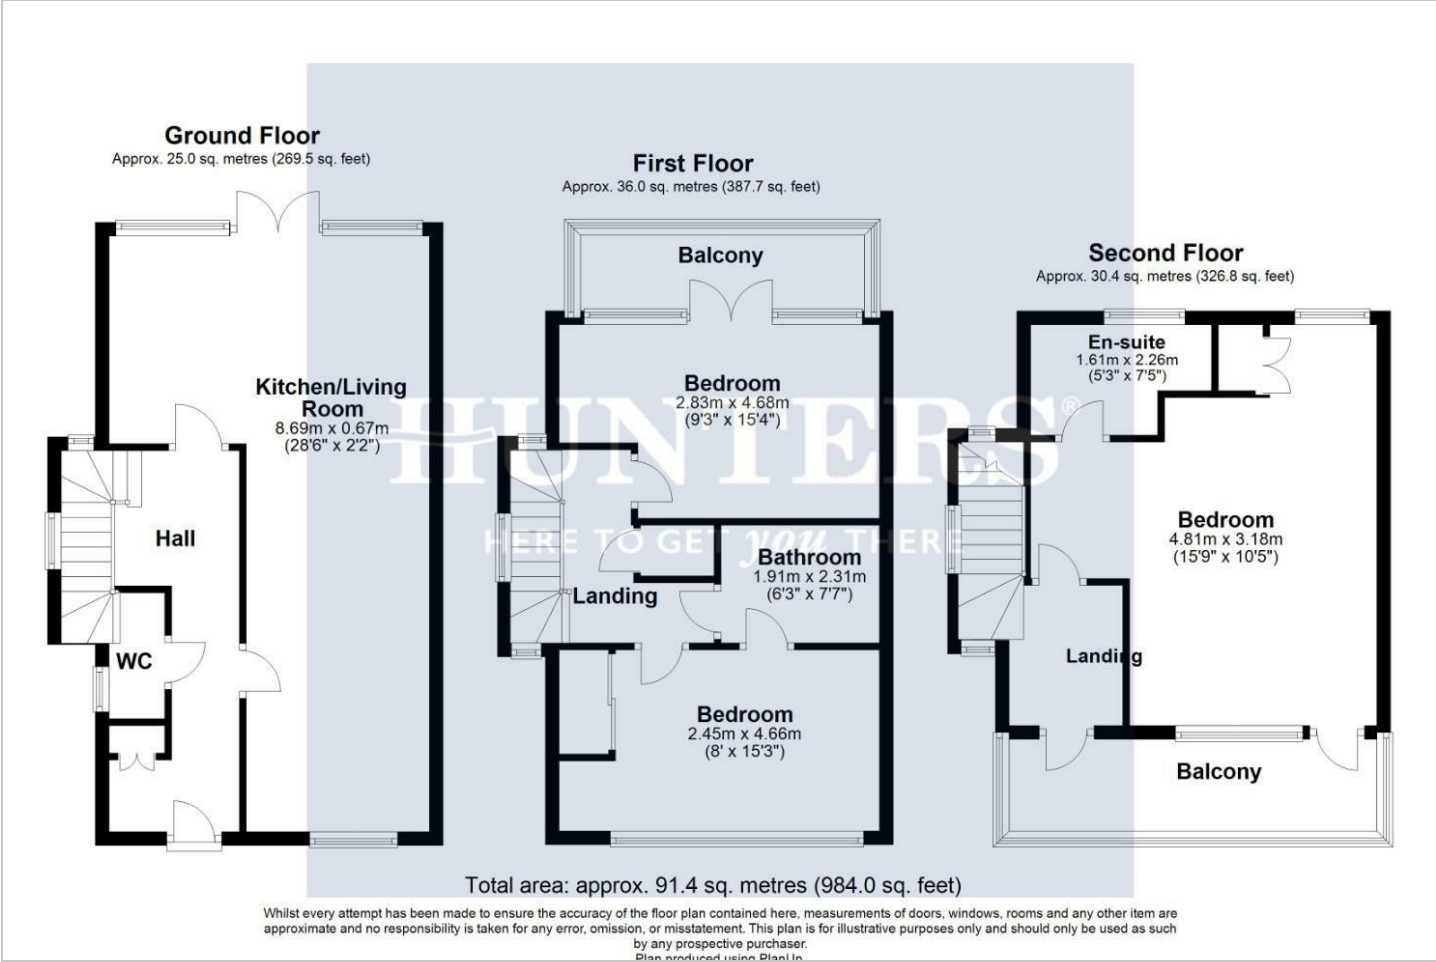 Ground Floor
Approx. 25.0 sq. metres (269.5 sq. feet)
Kitchen/Living
Room
8.69m x 0.67m
(28'6" x 2'2")
Hall
WC
First Floor
Approx. 36.0 sq. metres (387.7 sq. feet)
Balcony
Bedroom
2.83m x 4.68m
(9'3" x 15'4")
Bathroom
1.91m x 2.31m
(6'3" x 7'7")
Landing
Bedroom
2.45m x 4.66m
(8' x 15'3")
Second Floor
Approx. 30.4 sq. metres (326.8 sq. feet)
En-suite
1.61m x 2.26m
(5'3" x 7'5")
Bedroom
4.81m x 3.18m
(15'9" x 10'5")
Landing
Balcony
HUNTERS®
HERE TO GET you THERE
Total area: approx. 91.4 sq. metres (984.0 sq. feet)
Whilst every attempt has been made to ensure the accuracy of the floor plan contained here, measurements of doors, windows, rooms and any other item are
approximate and no responsibility is taken for any error, omission, or misstatement. This plan is for illustrative purposes only and should only be used as such
by any prospective purchaser.
Plan produced using PlanUp